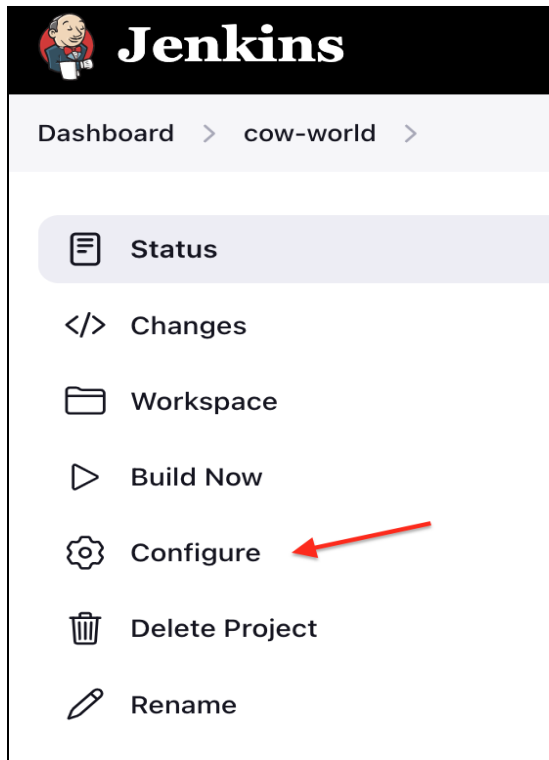 Jenkins
Dashboard > cow-world >
Status
</> Changes
Workspace
Build Now
Configure
Delete Project
Rename